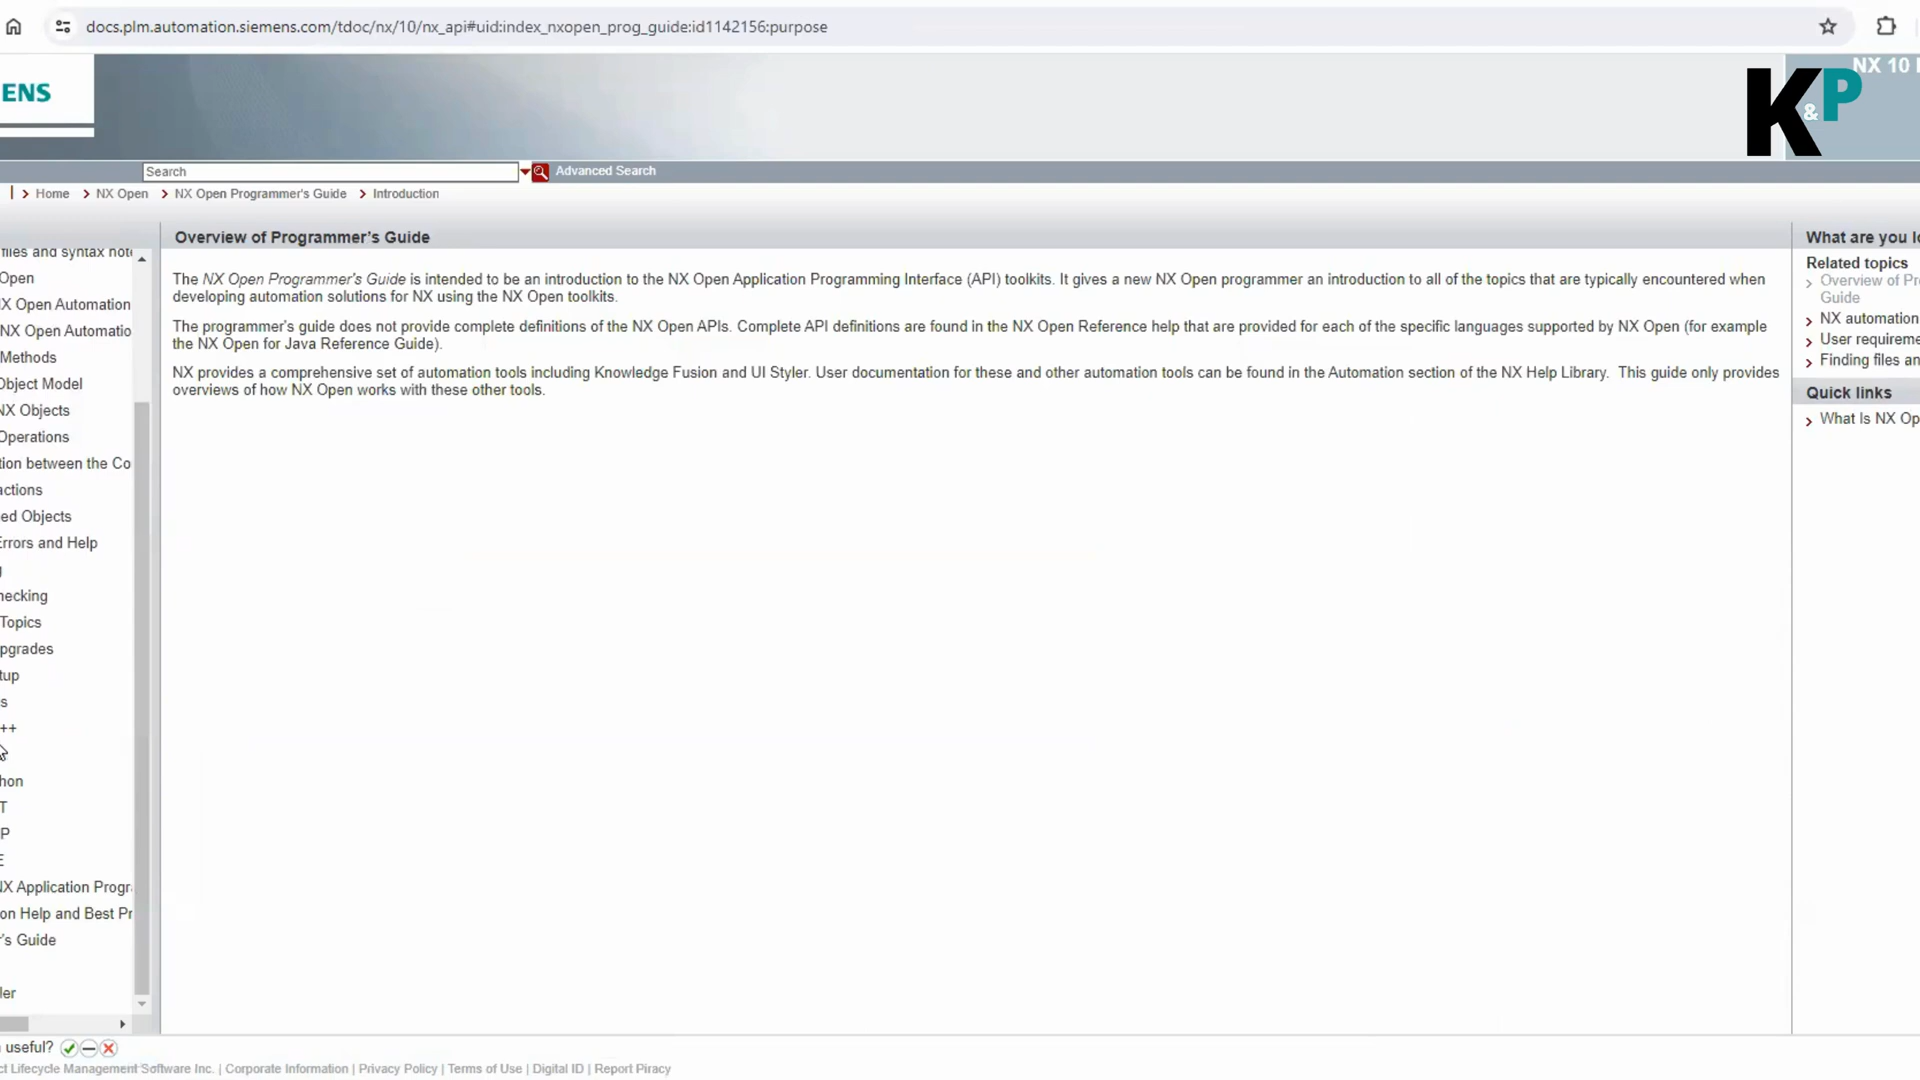 docs.plm.automation.siemens.com/tdoc/nx/10/nx_api#uid:index_nxopen_prog_guide:id1142156:purpose
ENS
NX 10
K&P
Search
Advanced Search
Home > NX Open > NX Open Programmer's Guide > Introduction
files and syntax not
Open
NX Open Automation
NX Open Automatio
Methods
Object Model
NX Objects
Operations
tion between the Co
actions
ed Objects
Errors and Help
g
hecking
Topics
pgrades
tup
s
++
hon
T
P
E
NX Application Progr
on Help and Best Pr
's Guide
ler
Overview of Programmer's Guide
The NX Open Programmer's Guide is intended to be an introduction to the NX Open Application Programming Interface (API) toolkits. It gives a new NX Open programmer an introduction to all of the topics that are typically encountered when
developing automation solutions for NX using the NX Open toolkits.
The programmer's guide does not provide complete definitions of the NX Open APIs. Complete API definitions are found in the NX Open Reference help that are provided for each of the specific languages supported by NX Open (for example
the NX Open for Java Reference Guide).
NX provides a comprehensive set of automation tools including Knowledge Fusion and UI Styler. User documentation for these and other automation tools can be found in the Automation section of the NX Help Library. This guide only provides
overviews of how NX Open works with these other tools.
What are you l
Related topics
Overview of Pr
Guide
NX automation
User requireme
Finding files an
Quick links
What Is NX Op
useful?
ct Lifecycle Management Software Inc. | Corporate Information | Privacy Policy | Terms of Use | Digital ID | Report Piracy